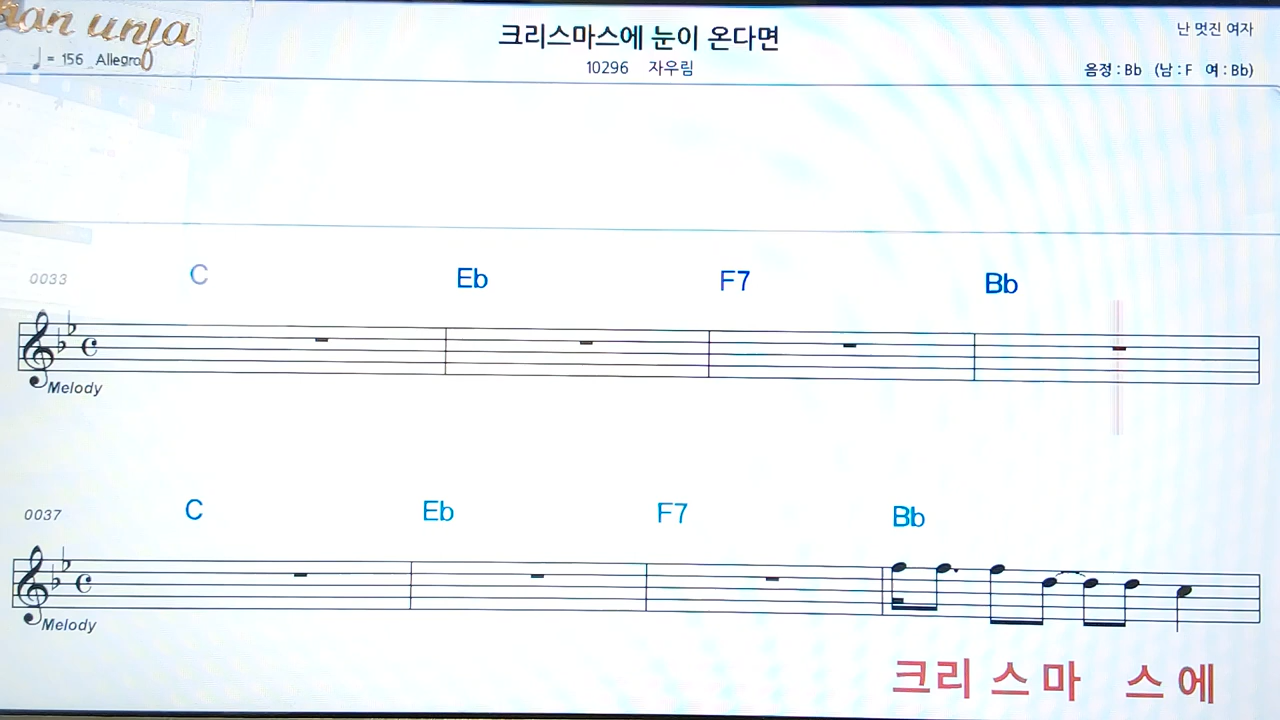 크리스마스에 눈이 온다면
난 멋진 여자
♩ = 156 Allegro
10296 자우림
음정 : Bb (남 : F 여 : Bb)
0033
C Eb F7 Bb
Melody
0037
C Eb F7 Bb
Melody
크리 스마 스에